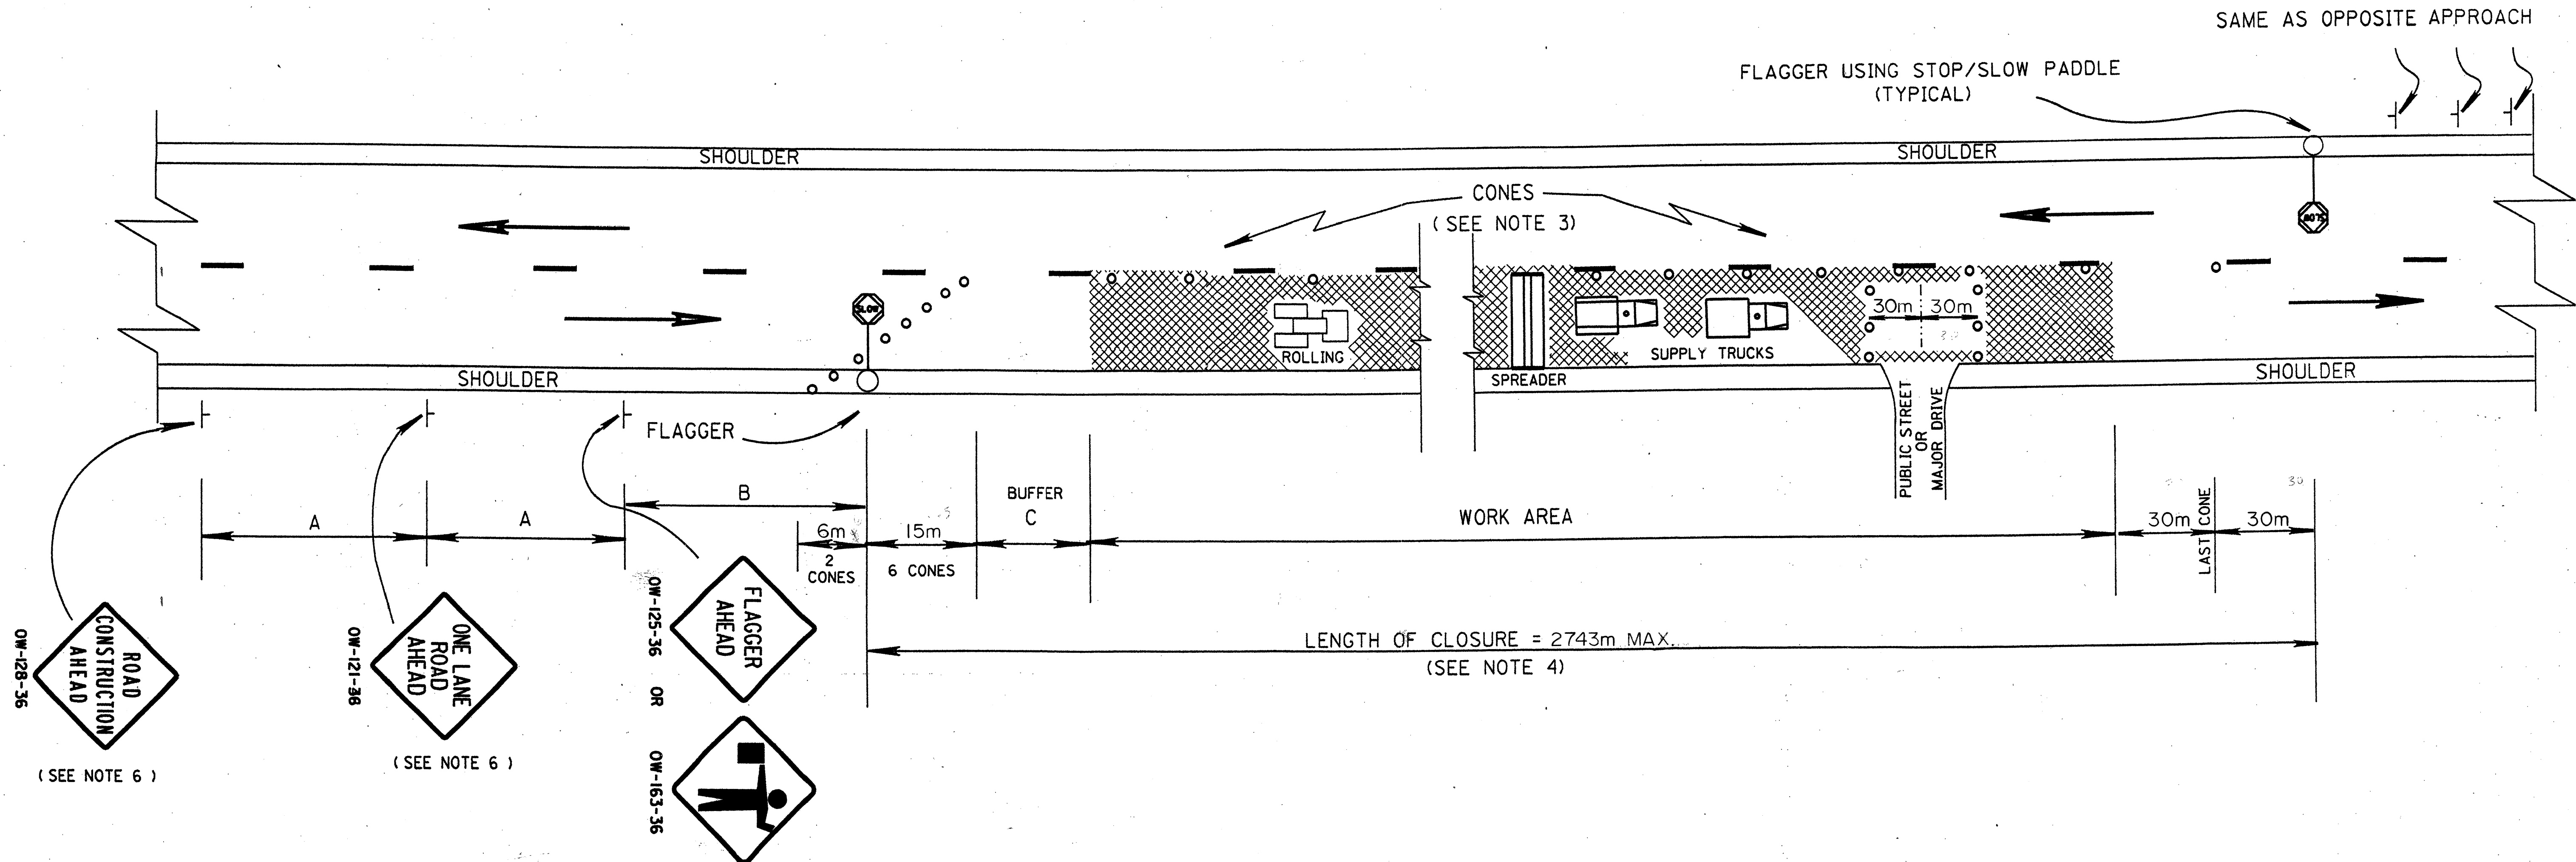 SAME AS OPPOSITE APPROACH
FLAGGER USING STOP/SLOW PADDLE
(TYPICAL)
SHOULDER
SHOULDER
CONES
(SEE NOTE 3)
SLOW
30m
30m
ROLLING
SUPPLY TRUCKS
SPREADER
SHOULDER
SHOULDER
FLAGGER
PUBLIC STREET
OR
MAJOR DRIVE
A
A
B
6m
2
CONES
15m
6 CONES
BUFFER
C
WORK AREA
30m
LAST CONE
30m
LENGTH OF CLOSURE = 2743m MAX.
(SEE NOTE 4)
ROAD
CONSTRUCTION
AHEAD
OW-128-36
(SEE NOTE 6)
ONE LANE
ROAD
AHEAD
OW-121-36
(SEE NOTE 6)
FLAGGER
AHEAD
OW-125-36 OR OW-163-36